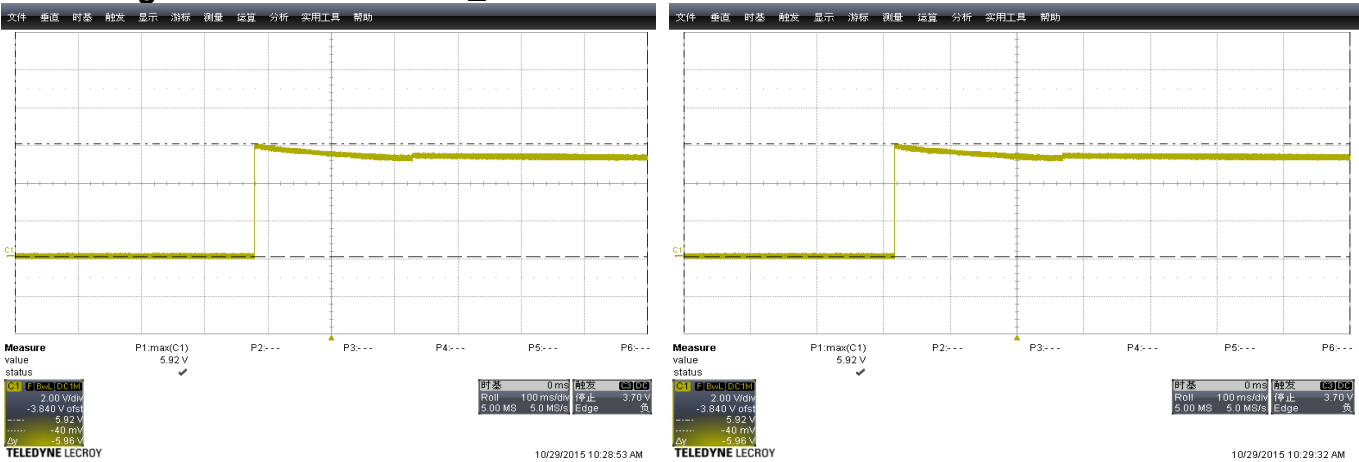 文件 垂直 时基 触发 显示 游标 测量 运算 分析 实用工具 帮助
C1
Measure P1:max(C1) P2:- - - P3:- - - P4:- - - P5:- - - P6:- - -
value 5.92 V
status ✔
C1 F BwL DC1M
2.00 V/div
-3.840 V ofst
5.92 V
-40 mV
Δy -5.96 V
时基 0 ms
Roll 100 ms/div
5.00 MS 5.0 MS/s
触发 C3 DC
停止 3.70 V
Edge 负
TELEDYNE LECROY
10/29/2015 10:28:53 AM
文件 垂直 时基 触发 显示 游标 测量 运算 分析 实用工具 帮助
C1
Measure P1:max(C1) P2:- - - P3:- - - P4:- - - P5:- - - P6:- - -
value 5.92 V
status ✔
C1 F BwL DC1M
2.00 V/div
-3.840 V ofst
5.92 V
-40 mV
Δy -5.96 V
时基 0 ms
Roll 100 ms/div
5.00 MS 5.0 MS/s
触发 C3 DC
停止 3.70 V
Edge 负
TELEDYNE LECROY
10/29/2015 10:29:32 AM